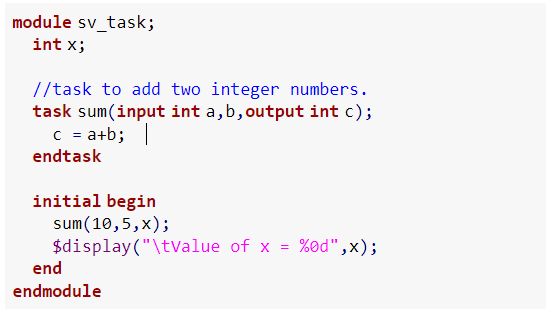 module sv_task;
  int x;

  //task to add two integer numbers.
  task sum(input int a,b,output int c);
    c = a+b;
  endtask

  initial begin
    sum(10,5,x);
    $display("\tValue of x = %0d",x);
  end
endmodule